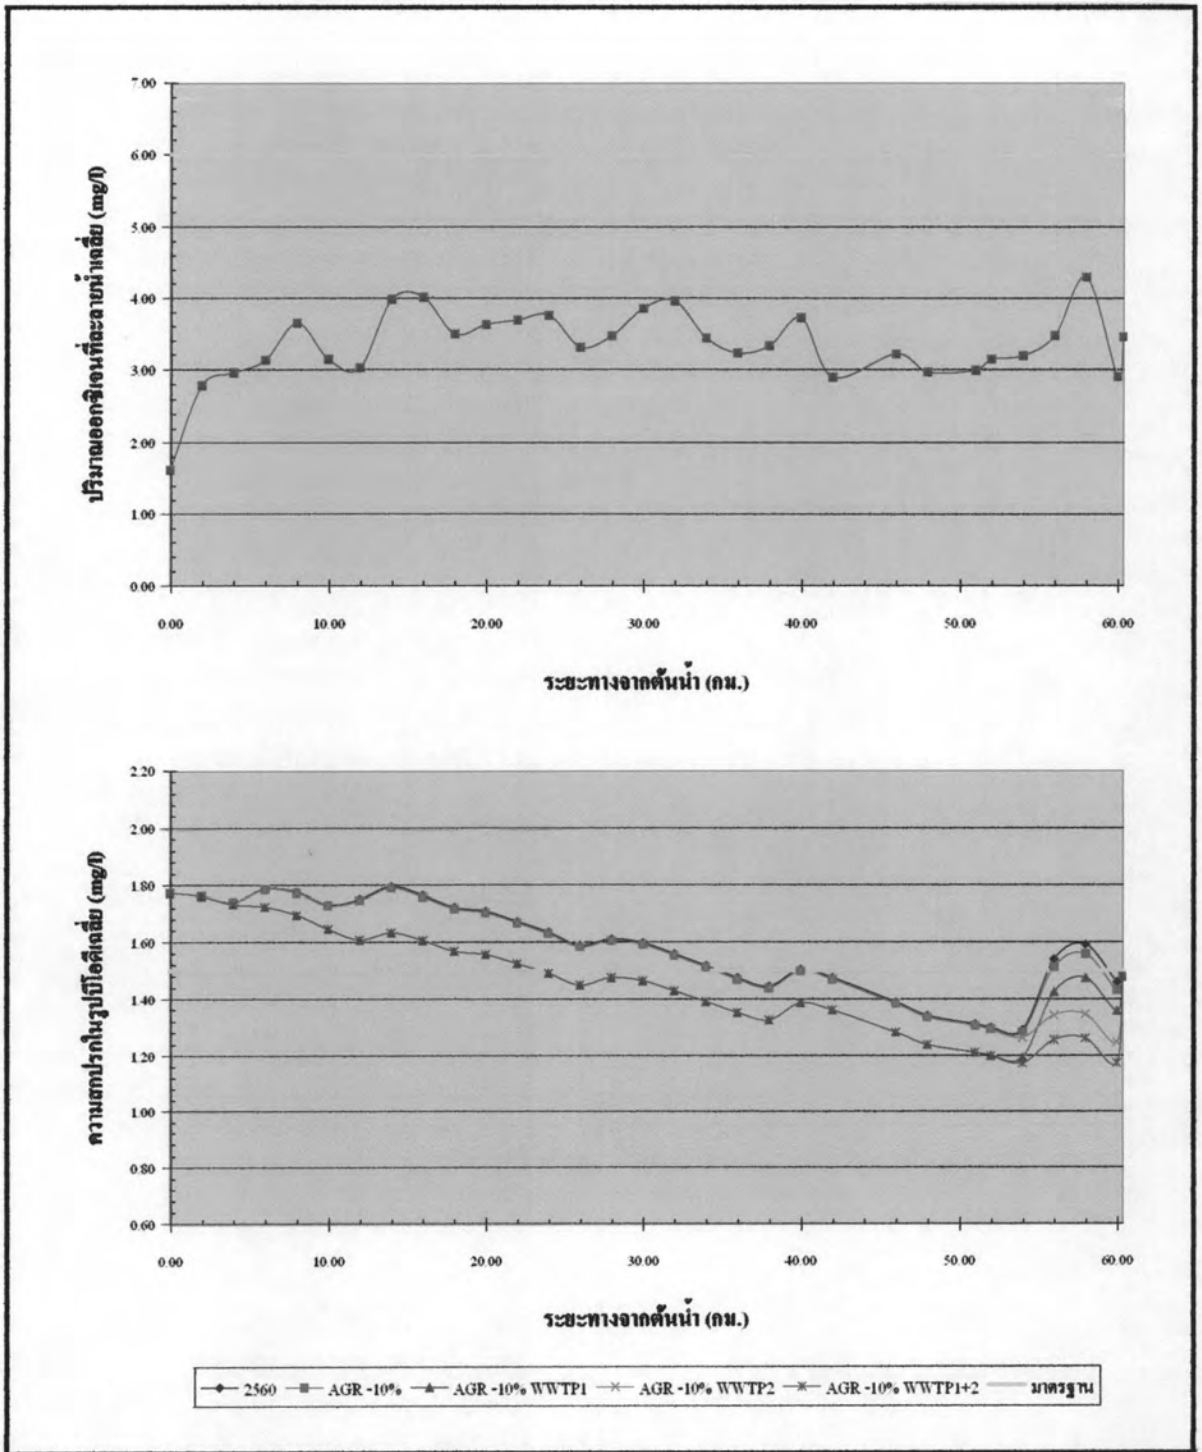 ปริมาณออกซิเจนที่ละลายน้ำเฉลี่ย (mg/l)
7.00
6.00
5.00
4.00
3.00
2.00
1.00
0.00
0.00 10.00 20.00 30.00 40.00 50.00 60.00
ระยะทางจากต้นน้ำ (กม.)
ความสกปรกในรูปบีโอดีเฉลี่ย (mg/l)
2.20
2.00
1.80
1.60
1.40
1.20
1.00
0.80
0.60
0.00 10.00 20.00 30.00 40.00 50.00 60.00
ระยะทางจากต้นน้ำ (กม.)
2560 AGR -10% AGR -10% WWTP1 AGR -10% WWTP2 AGR -10% WWTP1+2 มาตรฐาน